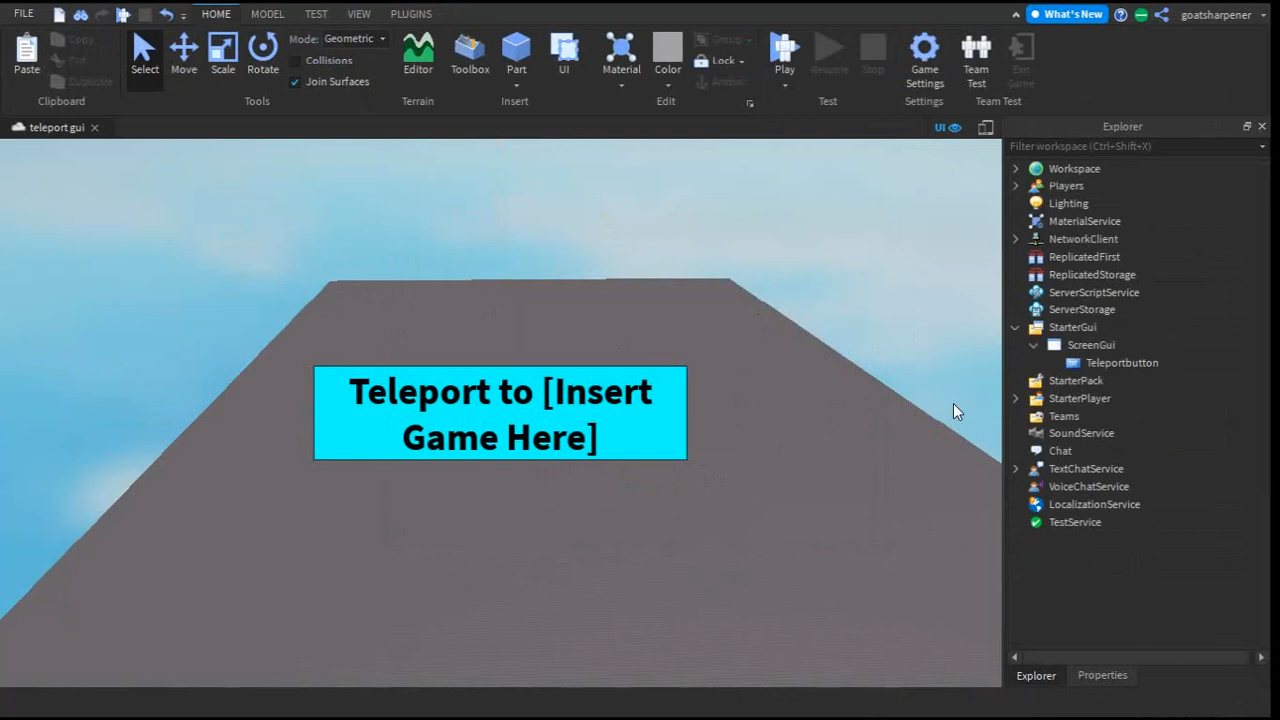 FILE HOME MODEL TEST VIEW PLUGINS What's New goatsharpener
Copy Mode: Geometric Group
Cut Collisions Lock
Paste Duplicate Select Move Scale Rotate Join Surfaces Editor Toolbox Part UI Material Color Anchor Play Resume Stop Game Settings Team Test Exit Game
Clipboard Tools Terrain Insert Edit Test Settings Team Test
teleport gui UI Explorer
Filter workspace (Ctrl+Shift+X)
Workspace
Players
Lighting
MaterialService
NetworkClient
ReplicatedFirst
ReplicatedStorage
ServerScriptService
ServerStorage
StarterGui
ScreenGui
Teleportbutton
StarterPack
StarterPlayer
Teams
SoundService
Chat
TextChatService
VoiceChatService
LocalizationService
TestService
Teleport to [Insert
Game Here]
Explorer Properties